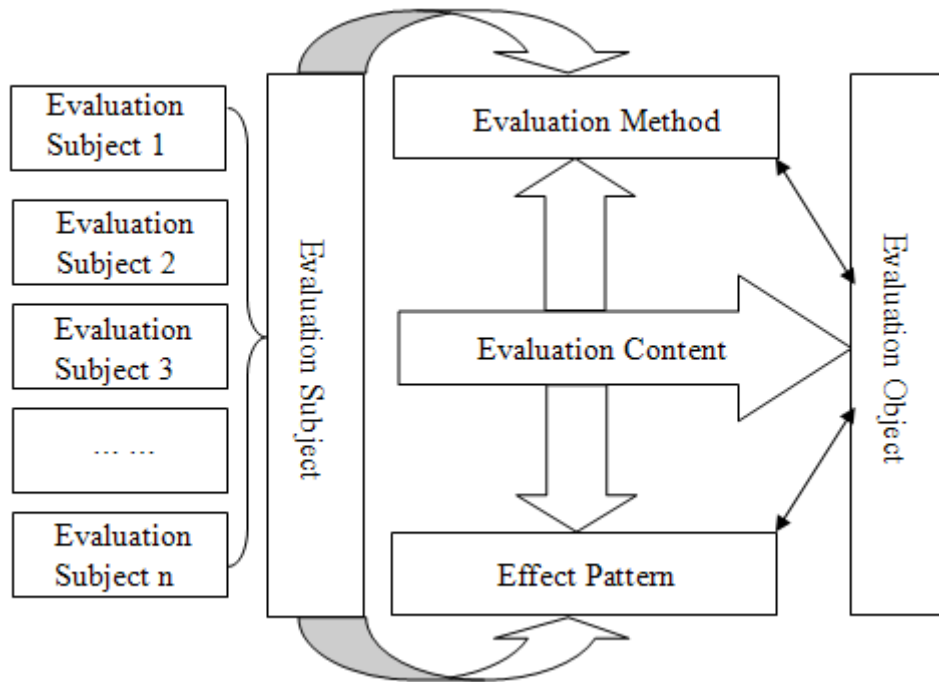 Evaluation
Subject 1
Evaluation
Subject 2
Evaluation
Subject 3
... ...
Evaluation
Subject n
Evaluation Subject
Evaluation Method
Evaluation Content
Effect Pattern
Evaluation Object